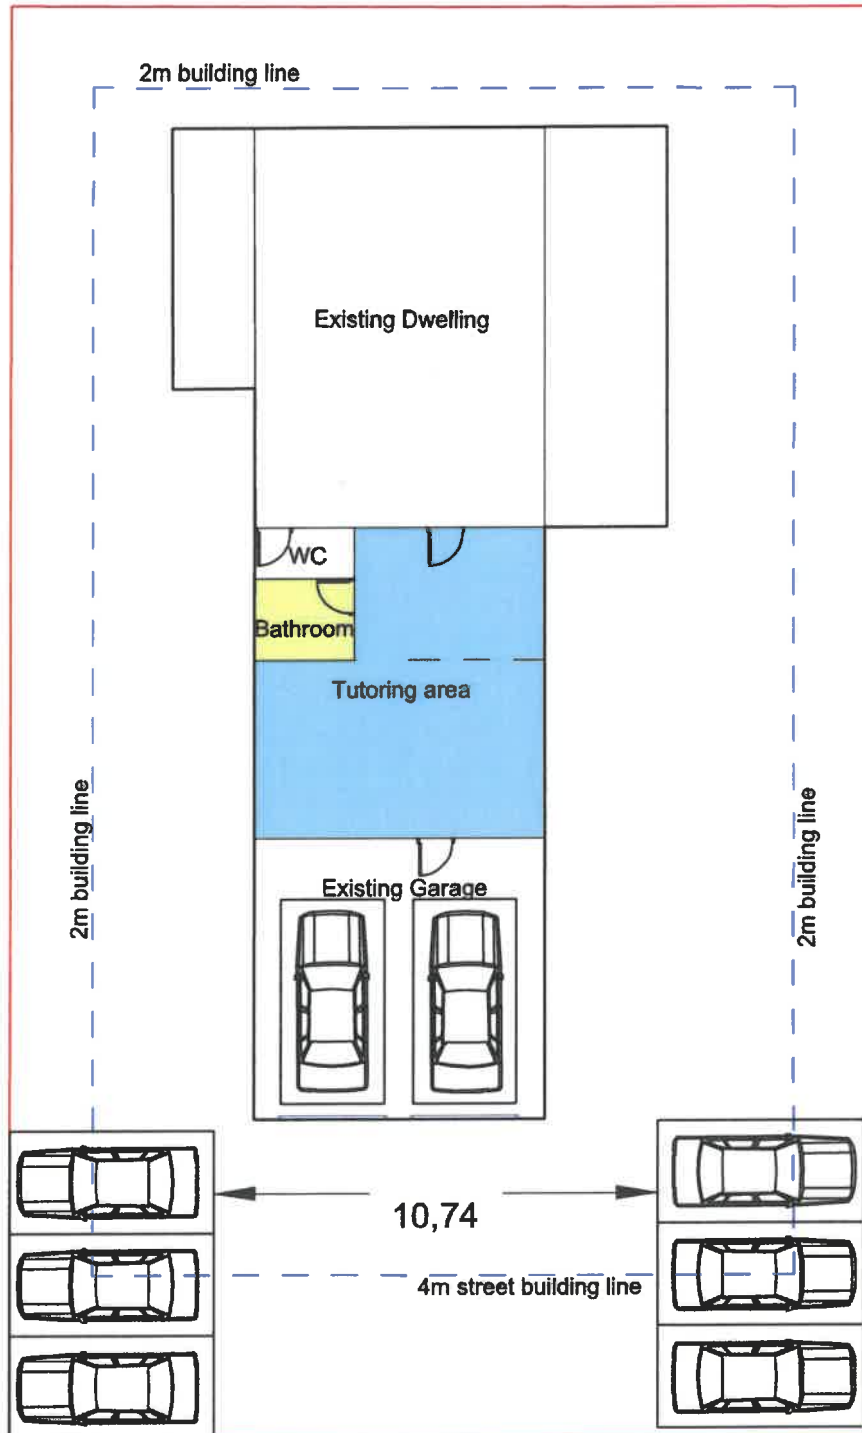 2m building line
Existing Dwelling
WC
Bathroom
Tutoring area
2m building line
2m building line
Existing Garage
10,74
4m street building line